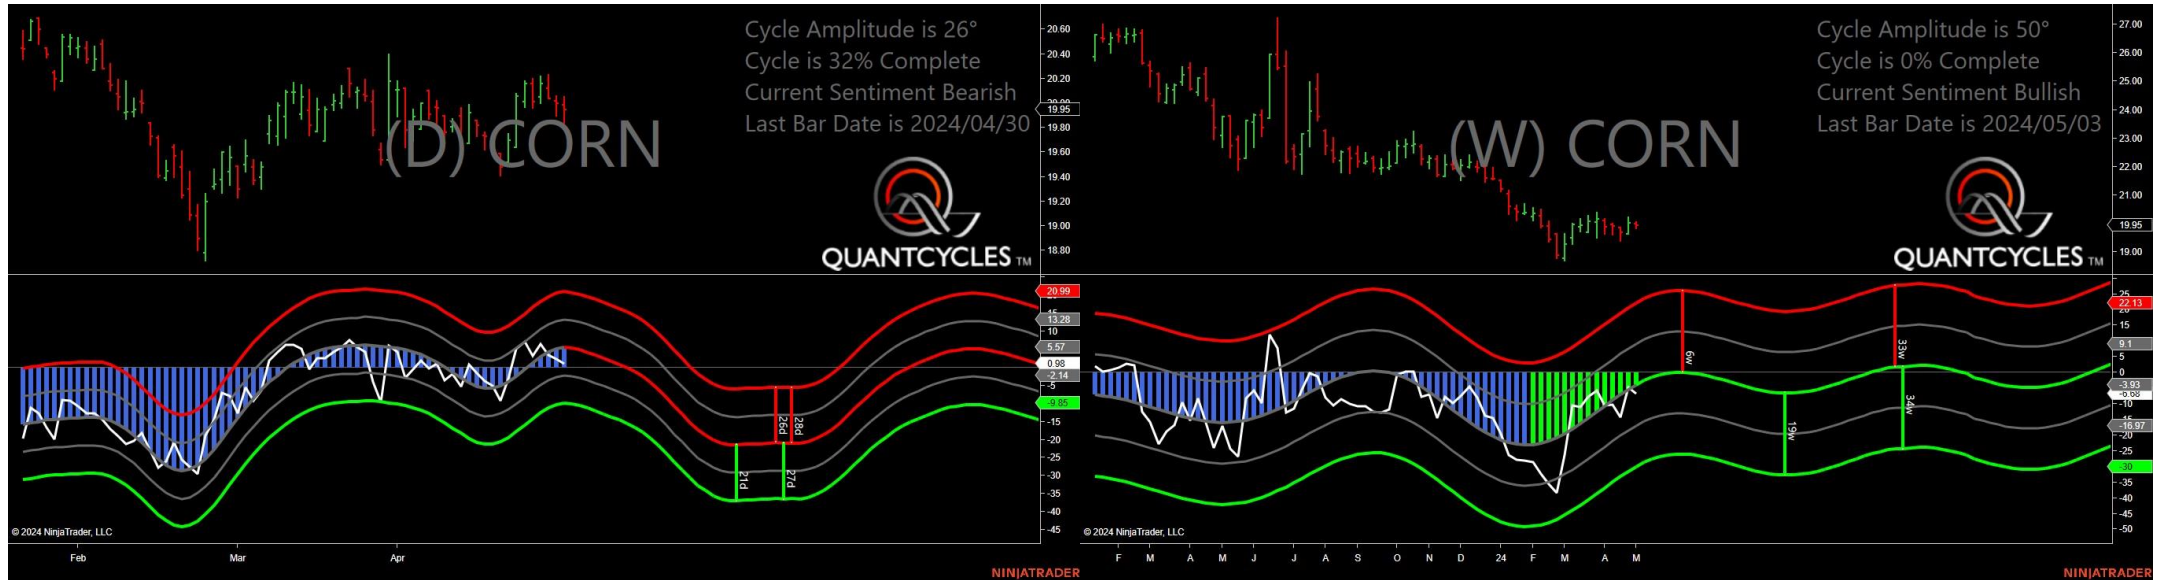 Cycle Amplitude is 26°
Cycle is 32% Complete
Current Sentiment Bearish
Last Bar Date is 2024/04/30
(D) CORN
QUANTCYCLES TM
20.60
20.40
20.20
19.95
19.80
19.60
19.40
19.20
19.00
18.80
20.99
13.28
10
5.57
0.98
-2.14
-5
-9.85
-15
-20
-25
-30
-35
-40
-45
26d
28d
21d
27d
© 2024 NinjaTrader, LLC
Feb Mar Apr
NINJATRADER
Cycle Amplitude is 50°
Cycle is 0% Complete
Current Sentiment Bullish
Last Bar Date is 2024/05/03
(W) CORN
QUANTCYCLES TM
27.00
26.00
25.00
24.00
23.00
22.00
21.00
19.95
19.00
25
22.13
20
15
9.1
5
0
-3.93
-6.68
-10
-16.97
-20
-25
-30
-35
-40
-45
-50
6w
33w
19w
34w
© 2024 NinjaTrader, LLC
F M A M J J A S O N D 24 F M A M
NINJATRADER